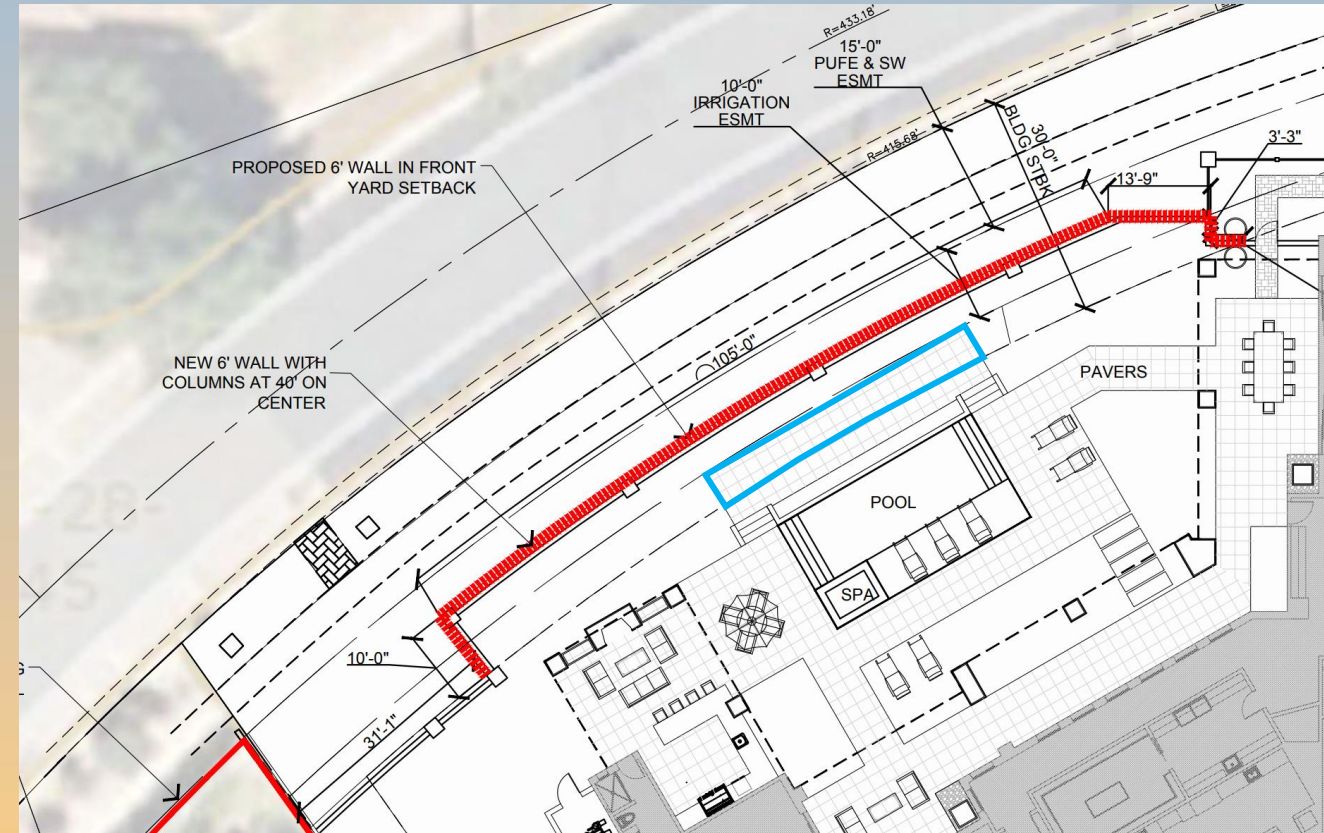 R=433.18'
15'-0"
PUFE & SW
ESMT
10'-0"
IRRIGATION
ESMT
R=415.68'
30'-0"
BLDG STBK
3'-3"
13'-9"
PROPOSED 6' WALL IN FRONT
YARD SETBACK
105'-0"
NEW 6' WALL WITH
COLUMNS AT 40' ON
CENTER
PAVERS
POOL
SPA
10'-0"
31'-1"